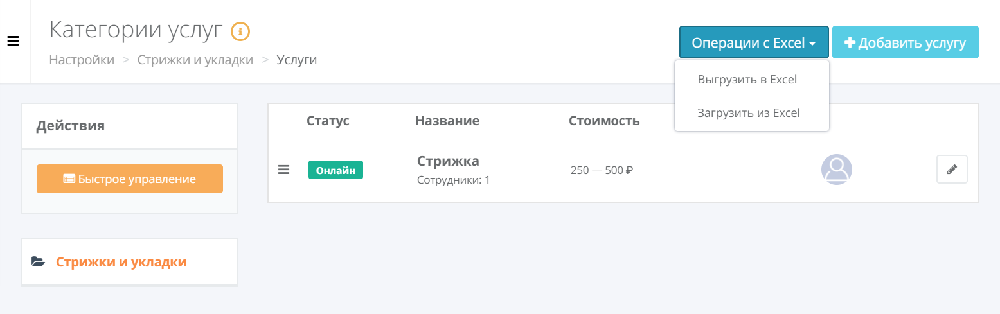 Категории услуг
Настройки > Стрижки и укладки > Услуги
Операции с Excel
Добавить услугу
Выгрузить в Excel
Загрузить из Excel
Действия
Быстрое управление
Стрижки и укладки
Статус Название Стоимость
Онлайн
Стрижка
Сотрудники: 1
250 — 500 ₽